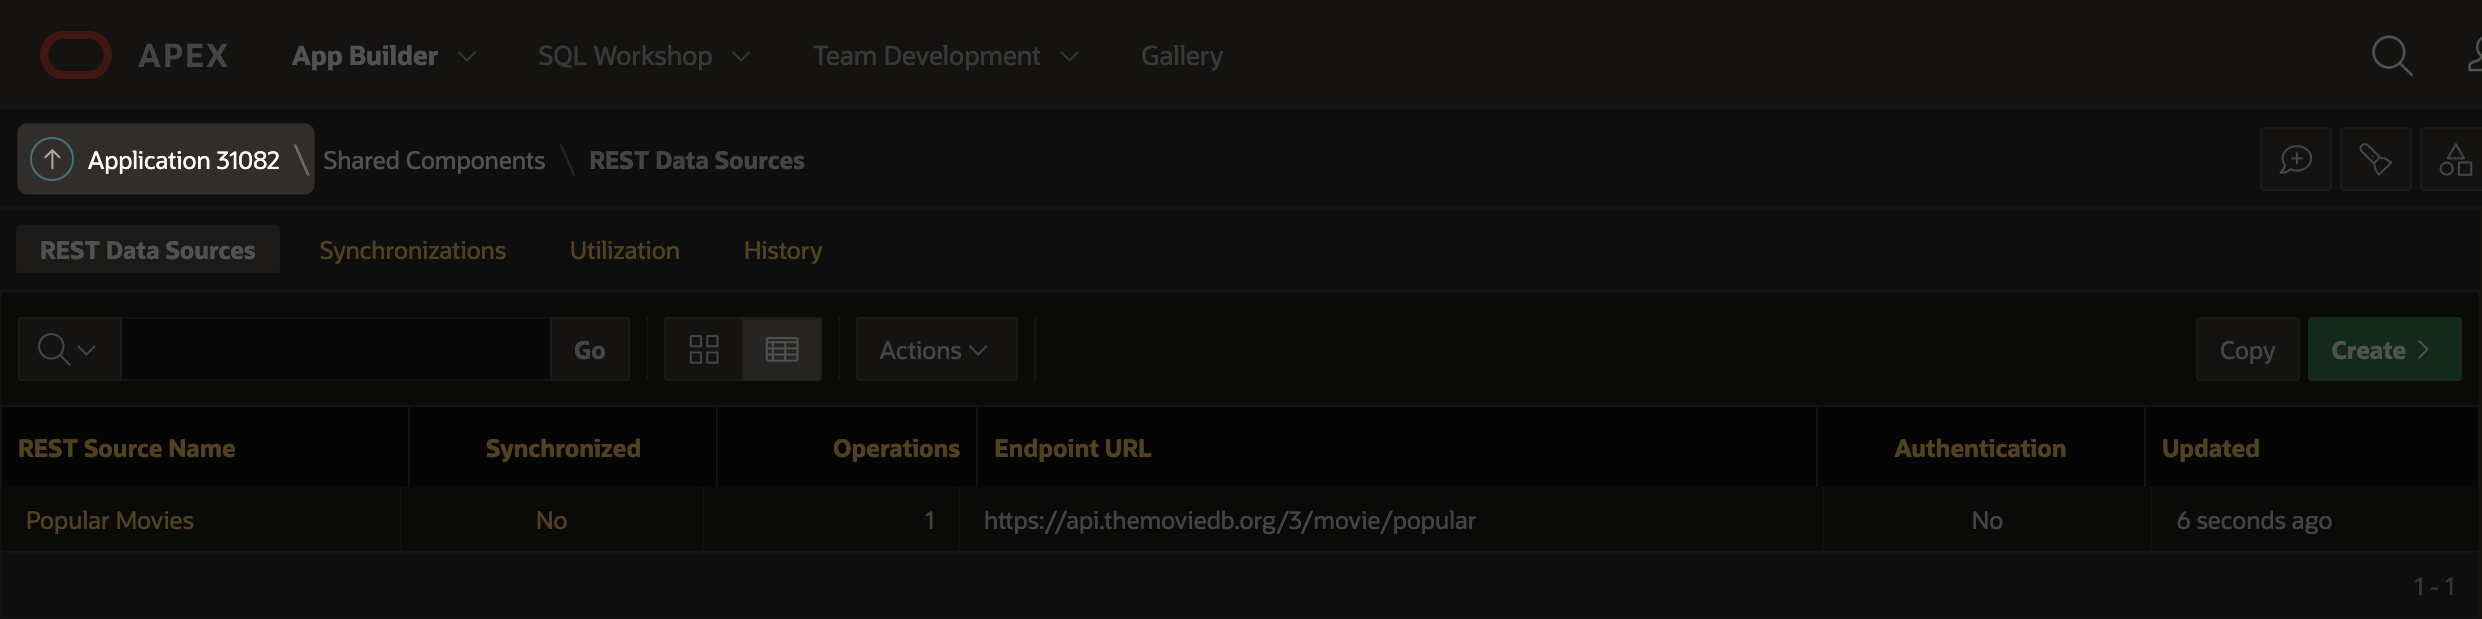 APEX App Builder SQL Workshop Team Development Gallery
Application 31082 \ Shared Components \ REST Data Sources
REST Data Sources Synchronizations Utilization History
Go Actions Copy Create
REST Source Name Synchronized Operations Endpoint URL Authentication Updated
Popular Movies No 1 https://api.themoviedb.org/3/movie/popular No 6 seconds ago
1 - 1